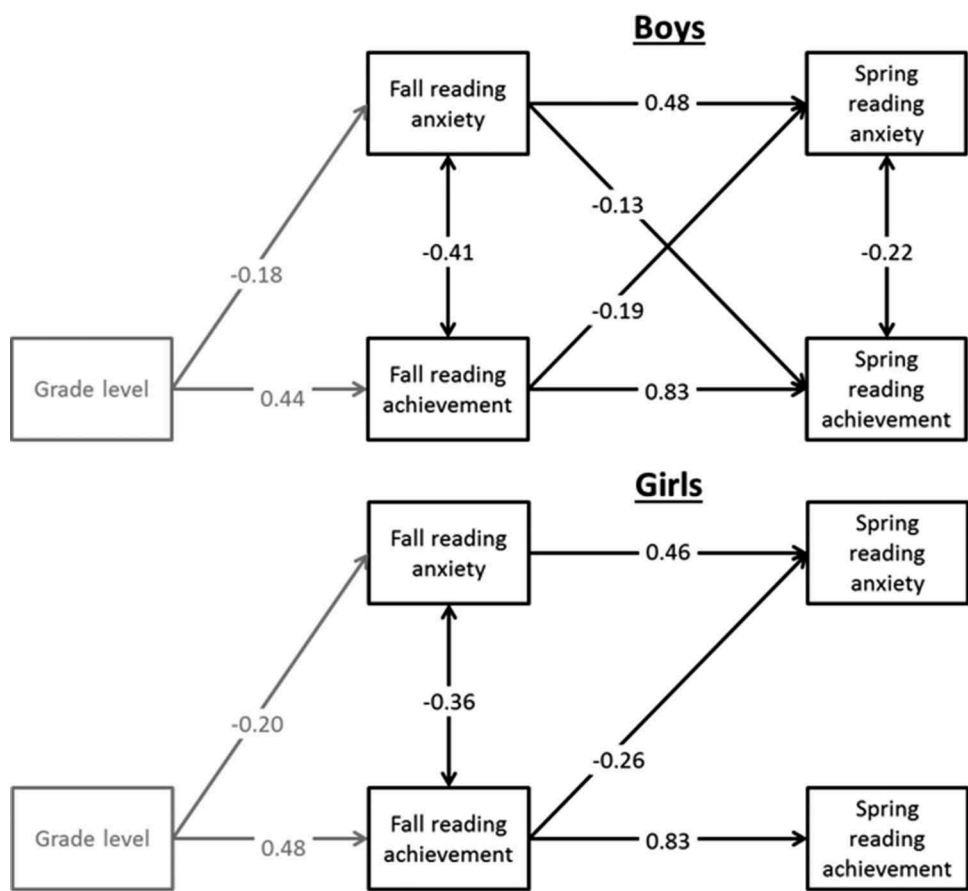 Boys
Fall reading
anxiety
0.48
Spring
reading
anxiety
-0.13
-0.18
-0.41
-0.22
-0.19
Grade level
0.44
Fall reading
achievement
0.83
Spring
reading
achievement
Girls
Fall reading
anxiety
0.46
Spring
reading
anxiety
-0.20
-0.36
-0.26
Grade level
0.48
Fall reading
achievement
0.83
Spring
reading
achievement